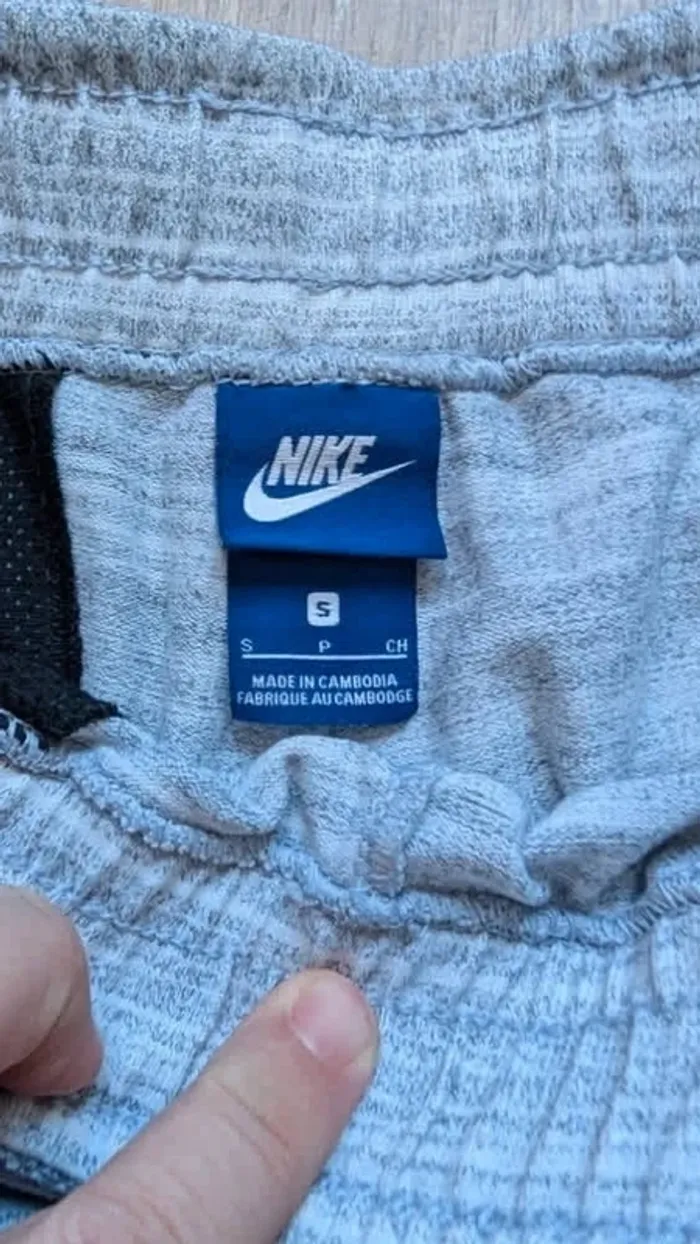 NIKE
S
S P CH
MADE IN CAMBODIA
FABRIQUE AU CAMBODGE